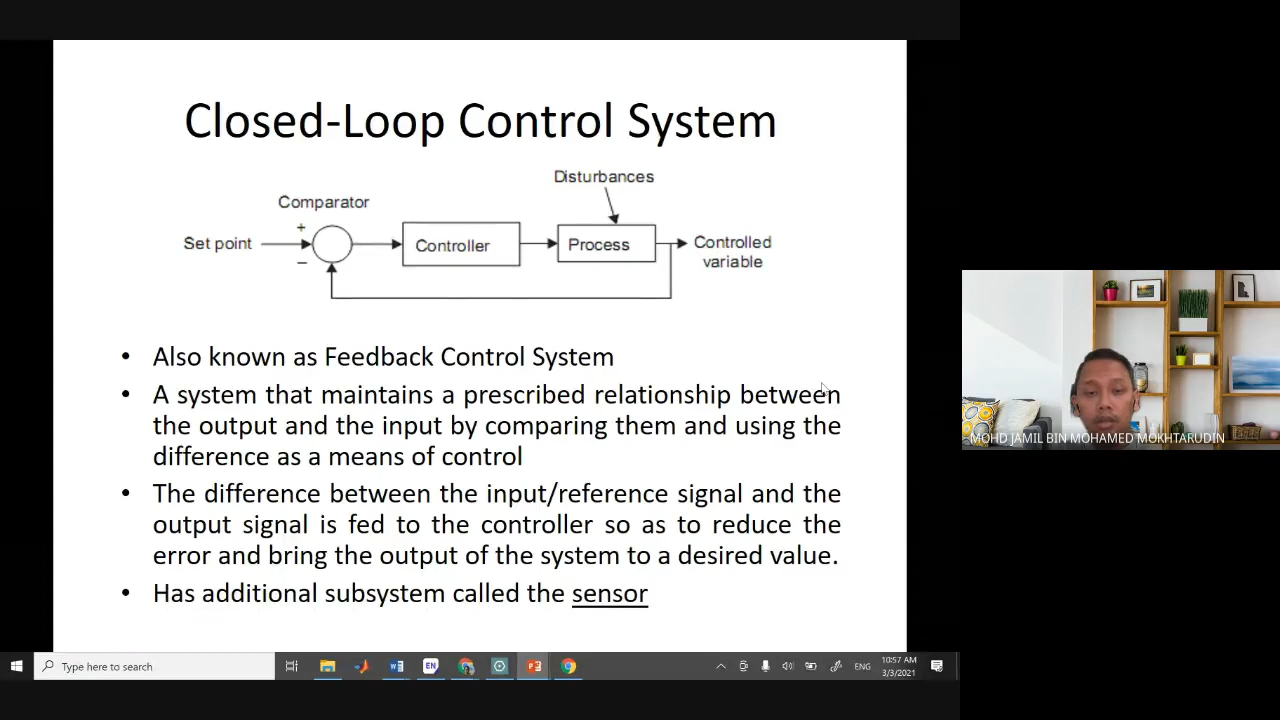 Closed-Loop Control System
Disturbances
Comparator
+
Set point
Controller
Process
Controlled
variable
−
• Also known as Feedback Control System
• A system that maintains a prescribed relationship between
the output and the input by comparing them and using the
difference as a means of control
• The difference between the input/reference signal and the
output signal is fed to the controller so as to reduce the
error and bring the output of the system to a desired value.
• Has additional subsystem called the sensor
MOHD JAMIL BIN MOHAMED MOKHTARUDIN
Type here to search
EN
ENG
10:57 AM
3/3/2021